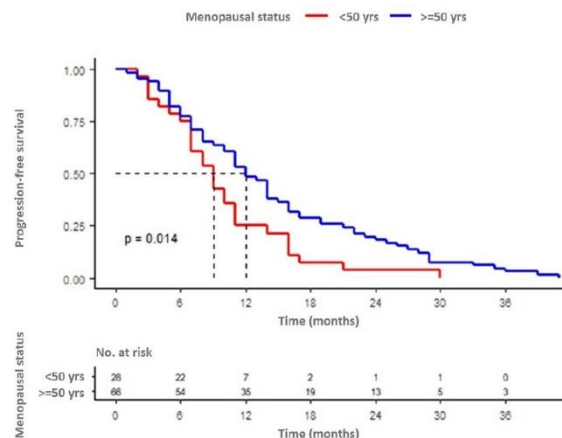 Menopausal status <50 yrs >=50 yrs
Progression-free survival
1.00
0.75
0.50
0.25
0.00
p = 0.014
0 6 12 18 24 30 36
Time (months)
Menopausal status
No. at risk
<50 yrs 28 22 7 2 1 1 0
>=50 yrs 66 54 35 19 13 5 3
0 6 12 18 24 30 36
Time (months)